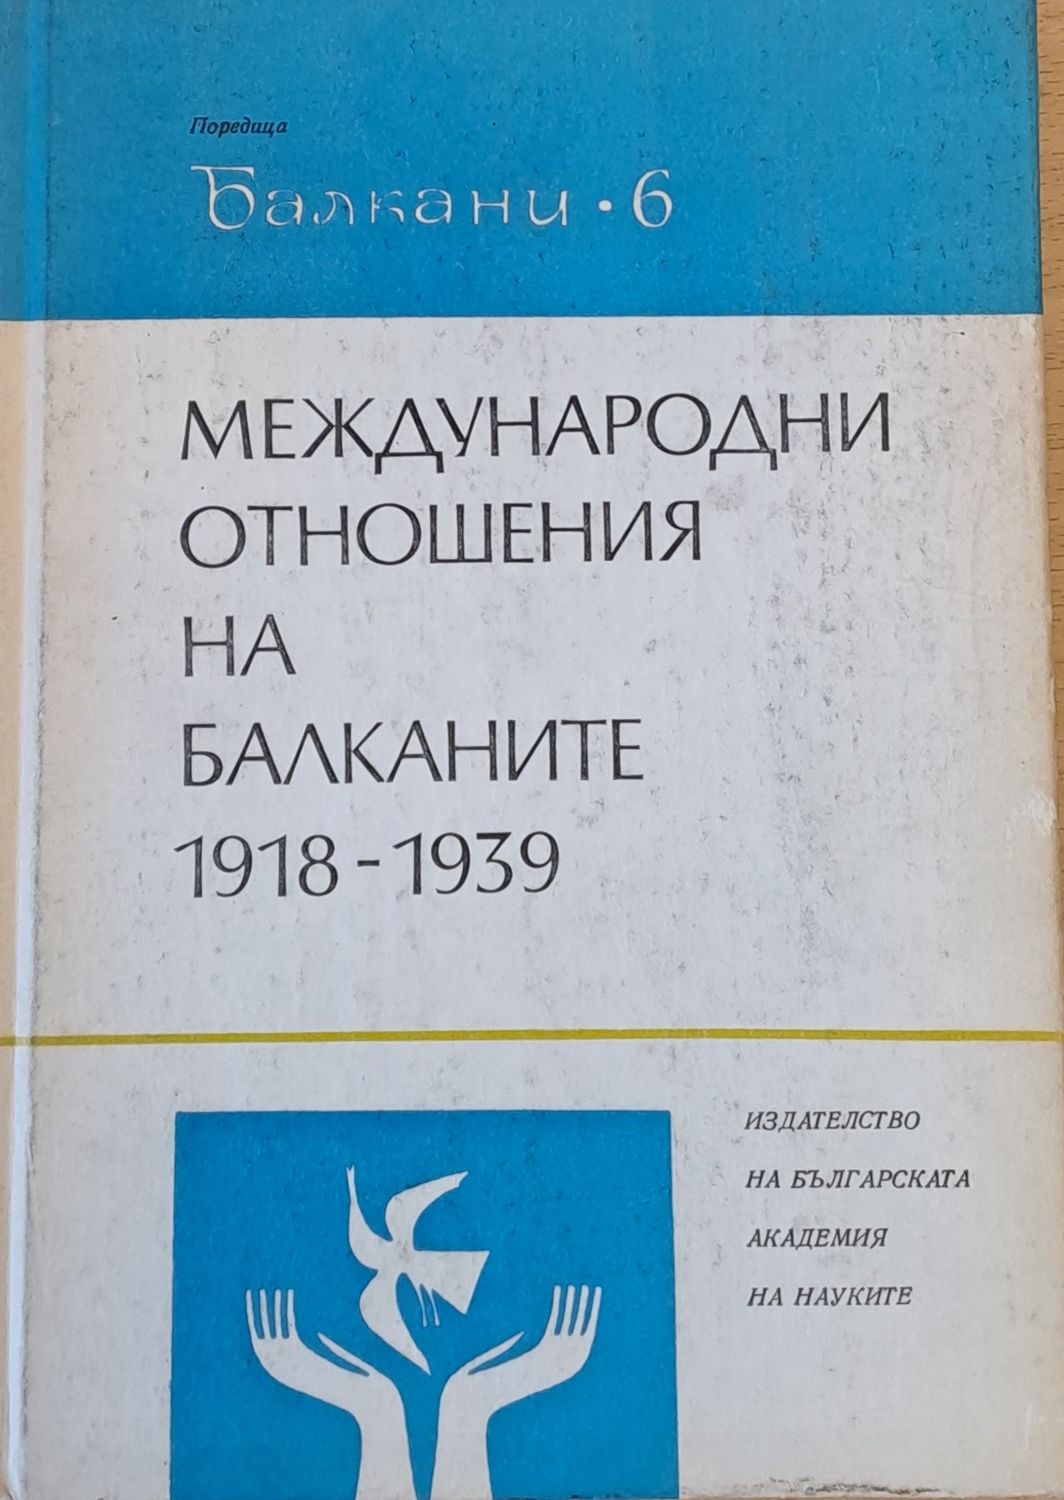 Поредица
Балкани · 6
МЕЖДУНАРОДНИ
ОТНОШЕНИЯ
НА
БАЛКАНИТЕ
1918 - 1939
ИЗДАТЕЛСТВО
НА БЪЛГАРСКАТА
АКАДЕМИЯ
НА НАУКИТЕ